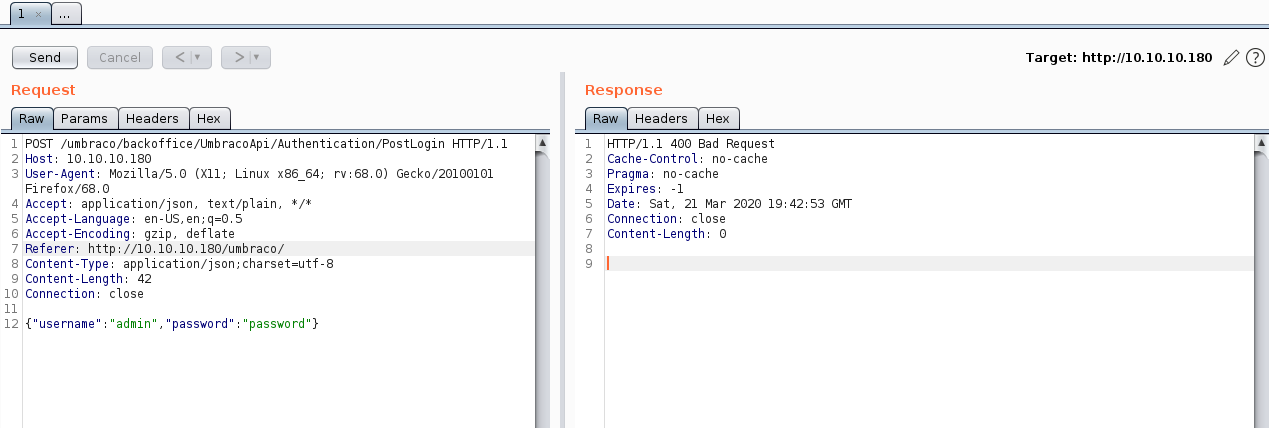 1 × ...
Send Cancel < | ▼ > | ▼ Target: http://10.10.10.180 ?
Request
Raw Params Headers Hex
1 POST /umbraco/backoffice/UmbracoApi/Authentication/PostLogin HTTP/1.1
2 Host: 10.10.10.180
3 User-Agent: Mozilla/5.0 (X11; Linux x86_64; rv:68.0) Gecko/20100101
Firefox/68.0
4 Accept: application/json, text/plain, */*
5 Accept-Language: en-US,en;q=0.5
6 Accept-Encoding: gzip, deflate
7 Referer: http://10.10.10.180/umbraco/
8 Content-Type: application/json;charset=utf-8
9 Content-Length: 42
10 Connection: close
11
12 {"username":"admin","password":"password"}
Response
Raw Headers Hex
1 HTTP/1.1 400 Bad Request
2 Cache-Control: no-cache
3 Pragma: no-cache
4 Expires: -1
5 Date: Sat, 21 Mar 2020 19:42:53 GMT
6 Connection: close
7 Content-Length: 0
8
9